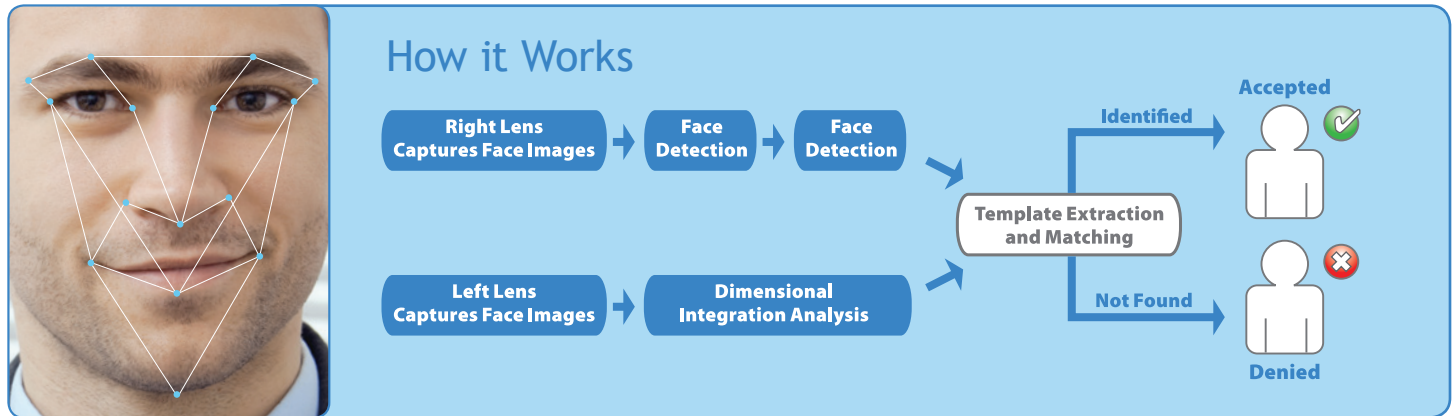 How it Works
Right Lens
Captures Face Images
Face
Detection
Face
Detection
Left Lens
Captures Face Images
Dimensional
Integration Analysis
Template Extraction
and Matching
Identified
Accepted
Not Found
Denied